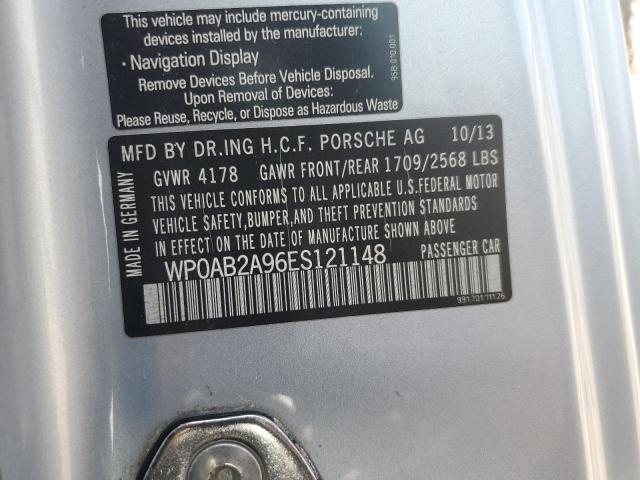 This vehicle may include mercury-containing
devices installed by the manufacturer:
• Navigation Display
Remove Devices Before Vehicle Disposal.
Upon Removal of Devices:
Please Reuse, Recycle, or Dispose as Hazardous Waste
958.010.001
MADE IN GERMANY
MFD BY DR.ING H.C.F. PORSCHE AG 10/13
GVWR 4178 GAWR FRONT/REAR 1709/2568 LBS
THIS VEHICLE CONFORMS TO ALL APPLICABLE U.S.FEDERAL MOTOR
VEHICLE SAFETY,BUMPER,AND THEFT PREVENTION STANDARDS
IN EFFECT ON THE DATE OF MANUFACTURE SHOWN ABOVE
WP0AB2A96ES121148 PASSENGER CAR
991.701.111.26